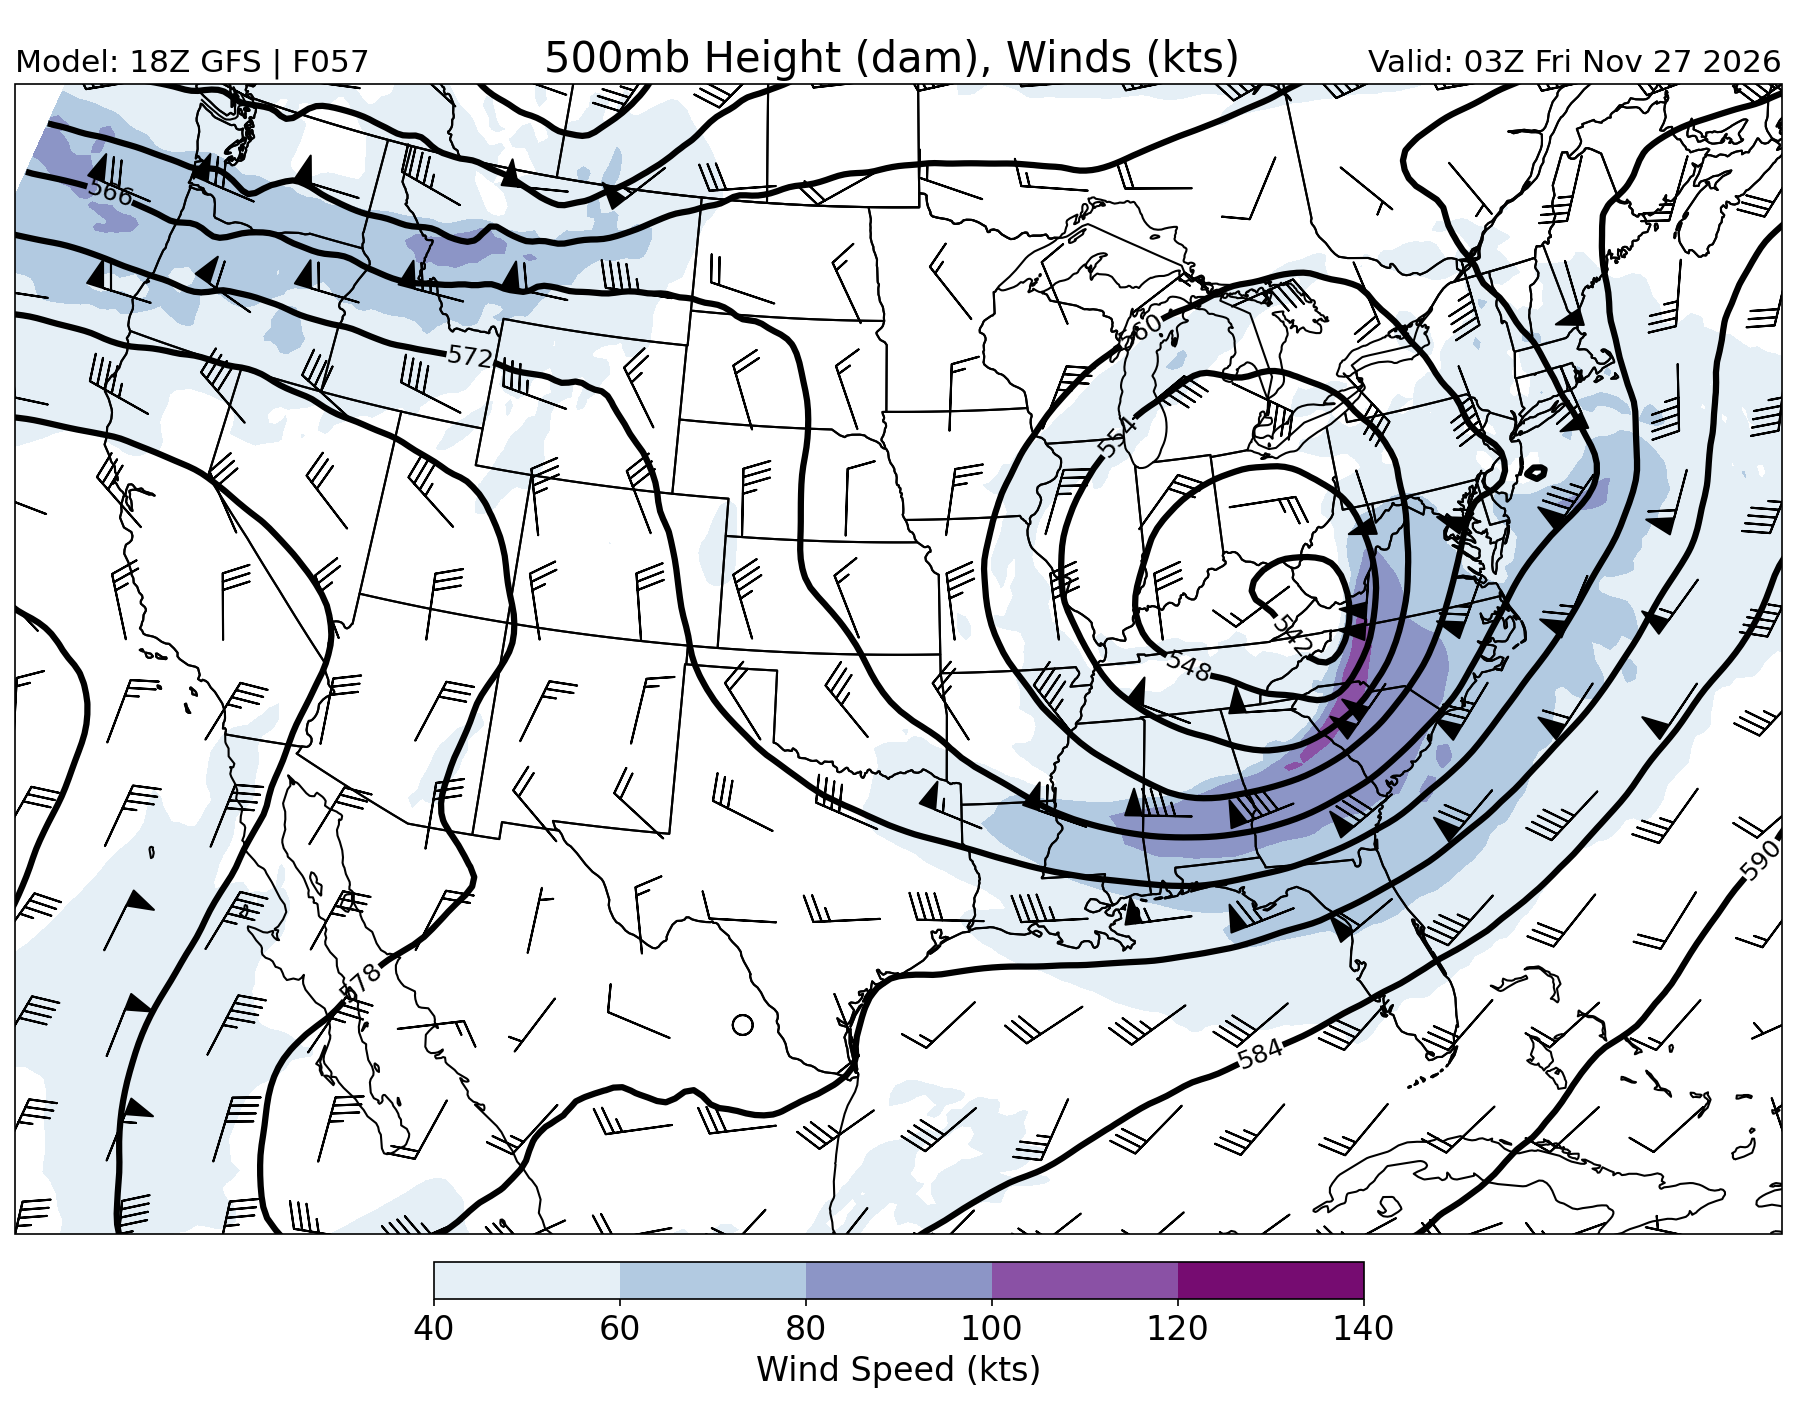 Model: 18Z GFS | F057
500mb Height (dam), Winds (kts)
Valid: 03Z Fri Nov 27 2026
566
572
560
554
548
542
578
584
590
40 60 80 100 120 140
Wind Speed (kts)